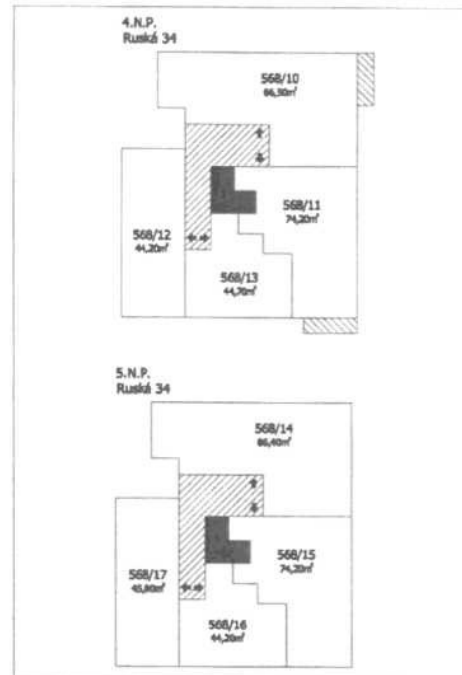 4.N.P.
Ruská 34
568/10
86,30m²
568/11
74,20m²
568/12
44,20m²
568/13
44,70m²
5.N.P.
Ruská 34
568/14
86,40m²
568/15
74,20m²
568/17
45,80m²
568/16
44,20m²